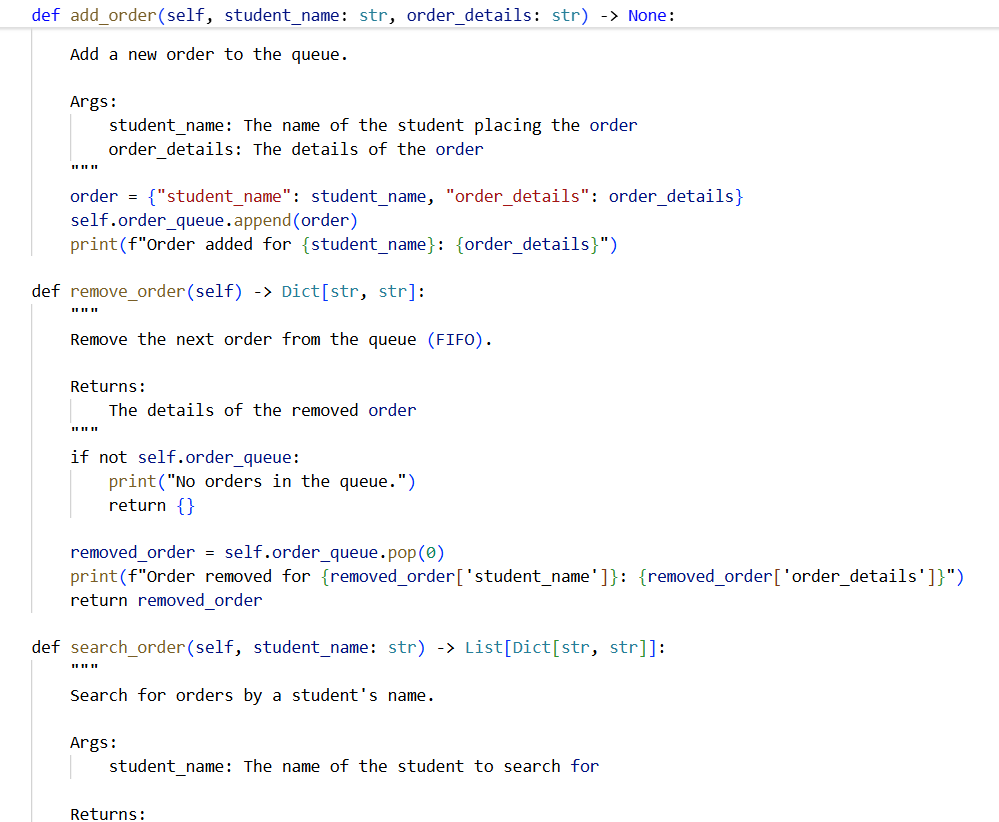 def add_order(self, student_name: str, order_details: str) -> None:
Add a new order to the queue.
Args:
student_name: The name of the student placing the order
order_details: The details of the order
"""
order = {"student_name": student_name, "order_details": order_details}
self.order_queue.append(order)
print(f"Order added for {student_name}: {order_details}")
def remove_order(self) -> Dict[str, str]:
"""
Remove the next order from the queue (FIFO).
Returns:
The details of the removed order
"""
if not self.order_queue:
print("No orders in the queue.")
return {}
removed_order = self.order_queue.pop(0)
print(f"Order removed for {removed_order['student_name']}: {removed_order['order_details']}")
return removed_order
def search_order(self, student_name: str) -> List[Dict[str, str]]:
"""
Search for orders by a student's name.
Args:
student_name: The name of the student to search for
Returns: